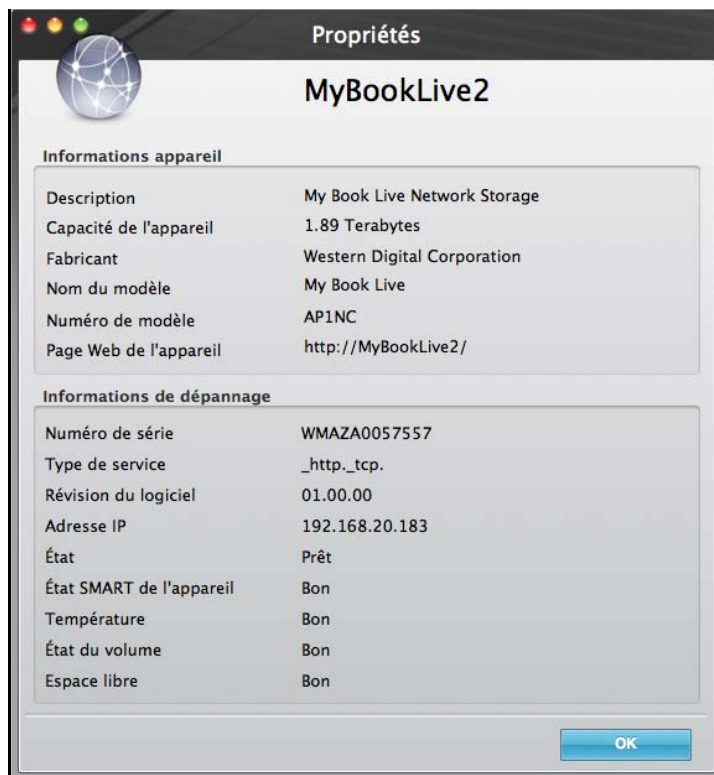 Propriétés
MyBookLive2
Informations appareil
Description My Book Live Network Storage
Capacité de l'appareil 1.89 Terabytes
Fabricant Western Digital Corporation
Nom du modèle My Book Live
Numéro de modèle AP1NC
Page Web de l'appareil http://MyBookLive2/
Informations de dépannage
Numéro de série WMAZA0057557
Type de service _http._tcp.
Révision du logiciel 01.00.00
Adresse IP 192.168.20.183
État Prêt
État SMART de l'appareil Bon
Température Bon
État du volume Bon
Espace libre Bon
OK